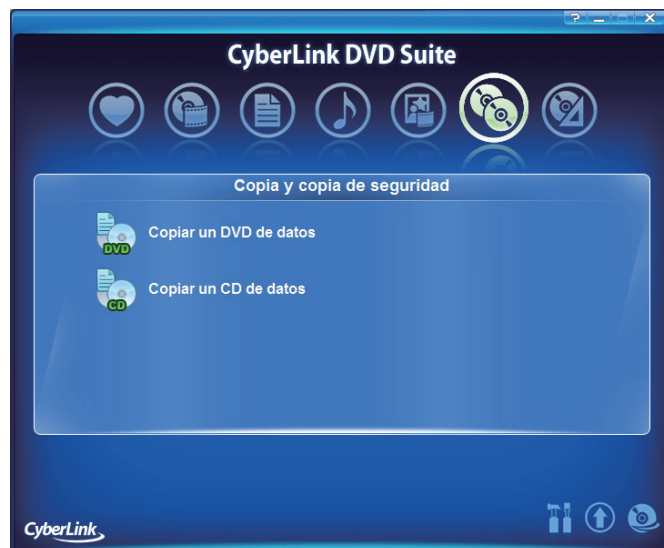 CyberLink DVD Suite
Copia y copia de seguridad
Copiar un DVD de datos
DVD
Copiar un CD de datos
CD
CyberLink